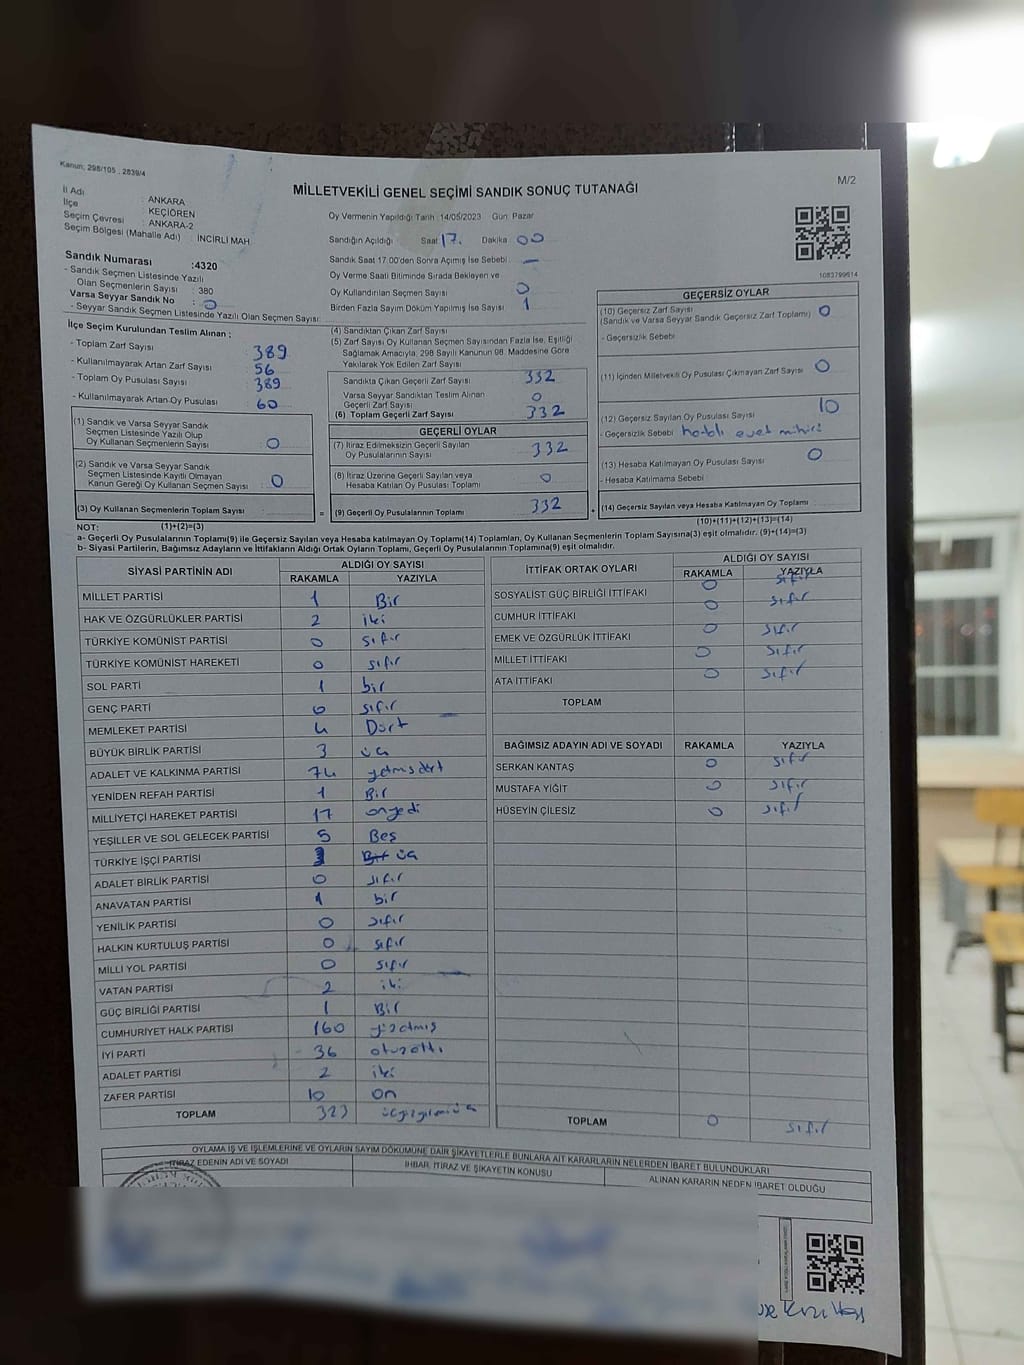 Kanun: 298/105 . 2839/4
M/2
MİLLETVEKİLİ GENEL SEÇİMİ SANDIK SONUÇ TUTANAĞI
İl Adı : ANKARA
İlçe : KEÇİÖREN
Seçim Çevresi : ANKARA-2
Seçim Bölgesi (Mahalle Adı) : İNCİRLİ MAH
Sandık Numarası :4320
- Sandık Seçmen Listesinde Yazılı
Olan Seçmenlerin Sayısı : 380
Varsa Seyyar Sandık No : 0
- Seyyar Sandık Seçmen Listesinde Yazılı Olan Seçmen Sayısı:
Oy Vermenin Yapıldığı Tarih :14/05/2023 Gün: Pazar
Sandığın Açıldığı Saat 17. Dakika 00
Sandık Saat 17:00'den Sonra Açılmış İse Sebebi : —
Oy Verme Saati Bitiminde Sırada Bekleyen ve
Oy Kullandırılan Seçmen Sayısı : 0
Birden Fazla Sayım Döküm Yapılmış İse Sayısı : 1
1083799614
İlçe Seçim Kurulundan Teslim Alınan ;
- Toplam Zarf Sayısı : 389
- Kullanılmayarak Artan Zarf Sayısı : 56
- Toplam Oy Pusulası Sayısı : 389
- Kullanılmayarak Artan Oy Pusulası : 60
(1) Sandık ve Varsa Seyyar Sandık
Seçmen Listesinde Yazılı Olup
Oy Kullanan Seçmenlerin Sayısı : 0
(2) Sandık ve Varsa Seyyar Sandık
Seçmen Listesinde Kayıtlı Olmayan
Kanun Gereği Oy Kullanan Seçmen Sayısı : 0
(3) Oy Kullanan Seçmenlerin Toplam Sayısı
(4) Sandıktan Çıkan Zarf Sayısı
(5) Zarf Sayısı Oy Kullanan Seçmen Sayısından Fazla İse, Eşitliği
Sağlamak Amacıyla; 298 Sayılı Kanunun 98. Maddesine Göre
Yakılarak Yok Edilen Zarf Sayısı
Sandıkta Çıkan Geçerli Zarf Sayısı 332
Varsa Seyyar Sandıktan Teslim Alınan
Geçerli Zarf Sayısı 0
(6) Toplam Geçerli Zarf Sayısı 332
GEÇERLİ OYLAR
(7) İtiraz Edilmeksizin Geçerli Sayılan
Oy Pusulalarının Sayısı : 332
(8) İtiraz Üzerine Geçerli Sayılan veya
Hesaba Katılan Oy Pusulası Toplamı : 0
= (9) Geçerli Oy Pusulalarının Toplamı : 332
GEÇERSİZ OYLAR
(10) Geçersiz Zarf Sayısı
(Sandık ve Varsa Seyyar Sandık Geçersiz Zarf Toplamı) : 0
- Geçersizlik Sebebi
(11) İçinden Milletvekili Oy Pusulası Çıkmayan Zarf Sayısı : 0
(12) Geçersiz Sayılan Oy Pusulası Sayısı : 10
- Geçersizlik Sebebi : hatalı evet mührü
(13) Hesaba Katılmayan Oy Pusulası Sayısı : 0
- Hesaba Katılmama Sebebi
+ (14) Geçersiz Sayılan veya Hesaba Katılmayan Oy Toplamı
NOT: (1)+(2)=(3)
(10)+(11)+(12)+(13)=(14)
a- Geçerli Oy Pusulalarının Toplamı(9) ile Geçersiz Sayılan veya Hesaba katılmayan Oy Toplamı(14) Toplamları, Oy Kullanan Seçmenlerin Toplam Sayısına(3) eşit olmalıdır. (9)+(14)=(3)
b- Siyasi Partilerin, Bağımsız Adayların ve İttifakların Aldığı Ortak Oyların Toplamı, Geçerli Oy Pusulalarının Toplamına(9) eşit olmalıdır.
SİYASİ PARTİNİN ADI ALDIĞI OY SAYISI
RAKAMLA YAZIYLA
MİLLET PARTİSİ 1 Bir
HAK VE ÖZGÜRLÜKLER PARTİSİ 2 iki
TÜRKİYE KOMÜNİST PARTİSİ 0 sıfır
TÜRKİYE KOMÜNİST HAREKETİ 0 sıfır
SOL PARTİ 1 bir
GENÇ PARTİ 0 sıfır
MEMLEKET PARTİSİ 4 Dört
BÜYÜK BİRLİK PARTİSİ 3 üç
ADALET VE KALKINMA PARTİSİ 74 yetmişdört
YENİDEN REFAH PARTİSİ 1 Bir
MİLLİYETÇİ HAREKET PARTİSİ 17 onyedi
YEŞİLLER VE SOL GELECEK PARTİSİ 5 Beş
TÜRKİYE İŞÇİ PARTİSİ 3 Bir üç
ADALET BİRLİK PARTİSİ 0 sıfır
ANAVATAN PARTİSİ 1 bir
YENİLİK PARTİSİ 0 sıfır
HALKIN KURTULUŞ PARTİSİ 0 sıfır
MİLLİ YOL PARTİSİ 0 sıfır
VATAN PARTİSİ 2 iki
GÜÇ BİRLİĞİ PARTİSİ 1 Bir
CUMHURİYET HALK PARTİSİ 160 yüzatmış
İYİ PARTİ 36 otuzaltı
ADALET PARTİSİ 2 iki
ZAFER PARTİSİ 10 on
TOPLAM 323 üçyüzyirmiüç
İTTİFAK ORTAK OYLARI ALDIĞI OY SAYISI
RAKAMLA YAZIYLA
SOSYALİST GÜÇ BİRLİĞİ İTTİFAKI 0 sıfır
CUMHUR İTTİFAKI 0 sıfır
EMEK VE ÖZGÜRLÜK İTTİFAKI 0 sıfır
MİLLET İTTİFAKI 0 sıfır
ATA İTTİFAKI 0 sıfır
TOPLAM
BAĞIMSIZ ADAYIN ADI VE SOYADI RAKAMLA YAZIYLA
SERKAN KANTAŞ 0 sıfır
MUSTAFA YİĞİT 0 sıfır
HÜSEYİN ÇİLESİZ 0 sıfır
TOPLAM 0 sıfır
OYLAMA İŞ VE İŞLEMLERİNE VE OYLARIN SAYIM DÖKÜMÜNE DAİR ŞİKAYETLERLE BUNLARA AİT KARARLARIN NELERDEN İBARET BULUNDUKLARI
İTİRAZ EDENİN ADI VE SOYADI İHBAR, İTİRAZ VE ŞİKAYETİN KONUSU ALINAN KARARIN NEDEN İBARET OLDUĞU